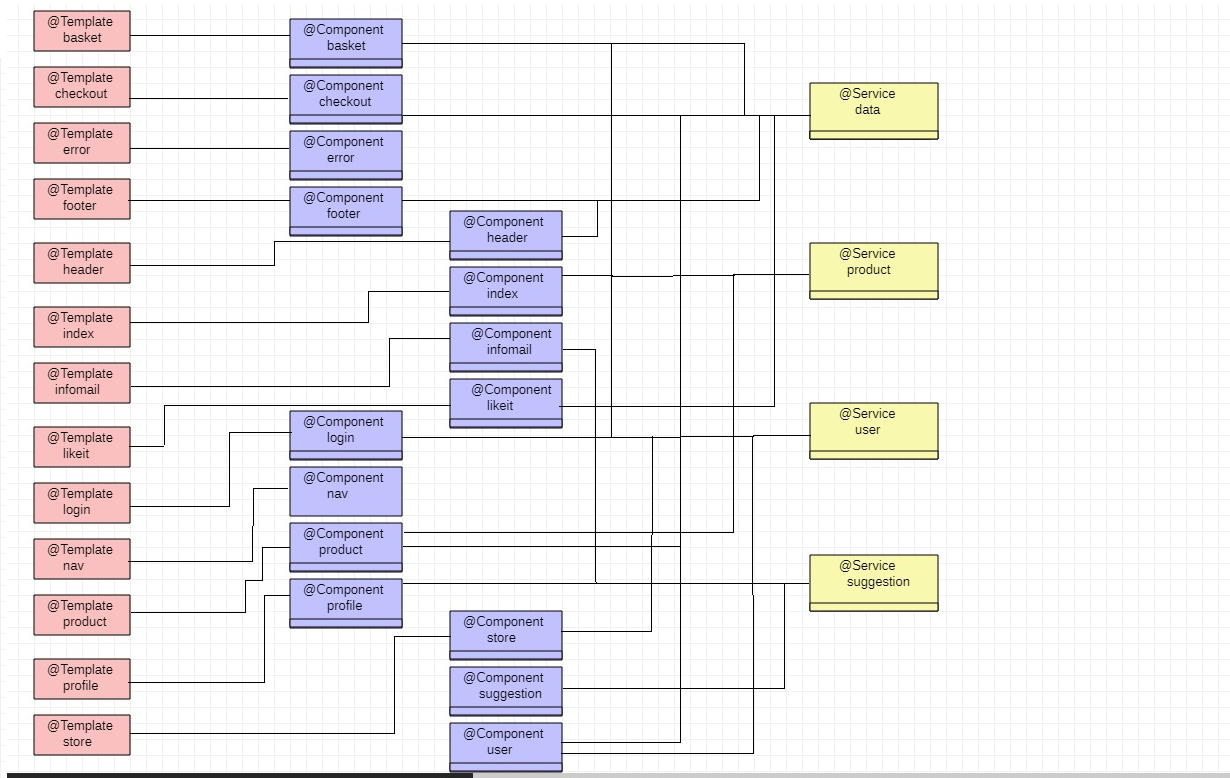 @Template
basket
@Template
checkout
@Template
error
@Template
footer
@Template
header
@Template
index
@Template
infomail
@Template
likeit
@Template
login
@Template
nav
@Template
product
@Template
profile
@Template
store
@Component
basket
@Component
checkout
@Component
error
@Component
footer
@Component
header
@Component
index
@Component
infomail
@Component
likeit
@Component
login
@Component
nav
@Component
product
@Component
profile
@Component
store
@Component
suggestion
@Component
user
@Service
data
@Service
product
@Service
user
@Service
suggestion